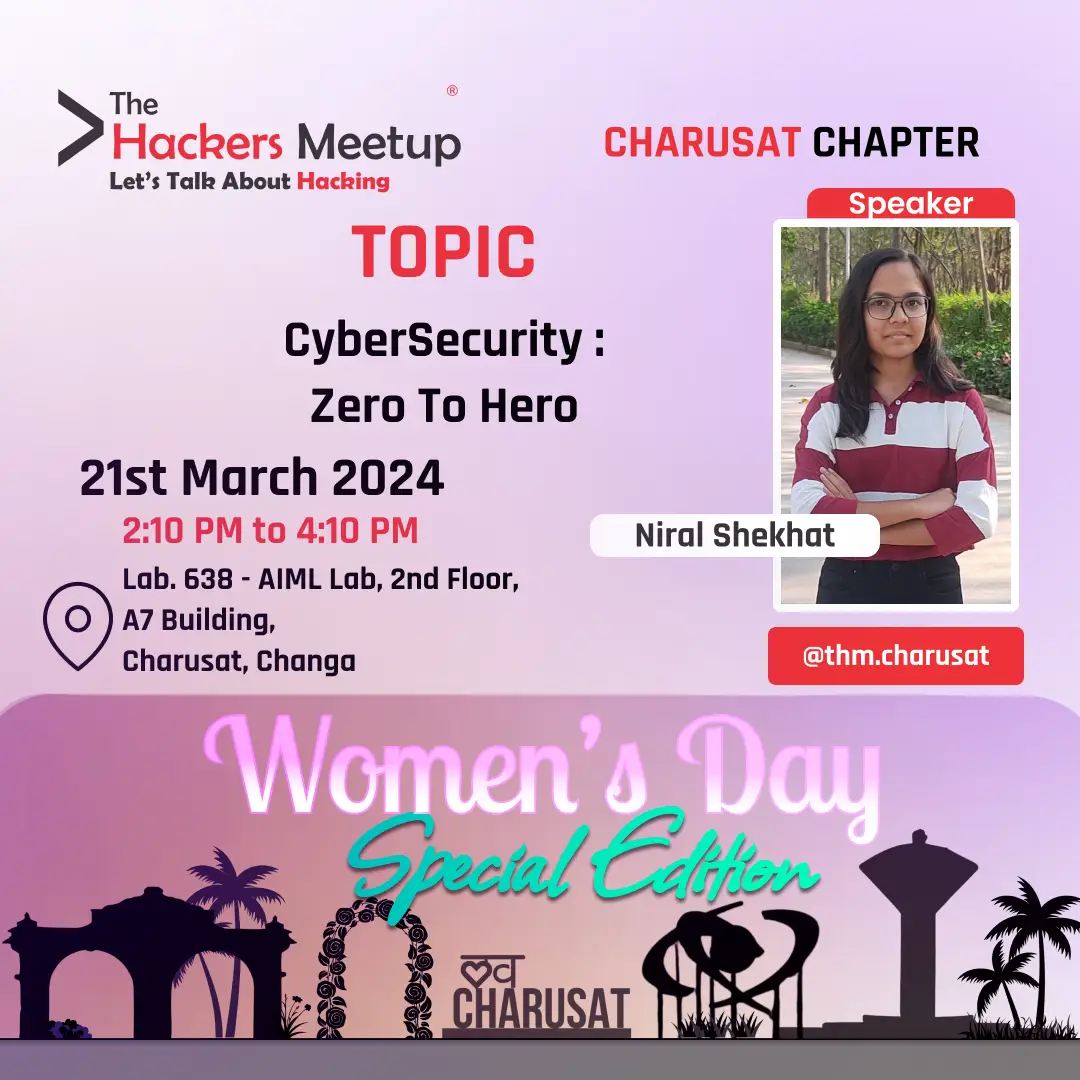 The
®
Hackers Meetup
Let's Talk About Hacking
CHARUSAT CHAPTER
Speaker
TOPIC
CyberSecurity :
Zero To Hero
21st March 2024
2:10 PM to 4:10 PM
Niral Shekhat
Lab. 638 - AIML Lab, 2nd Floor,
A7 Building,
Charusat, Changa
@thm.charusat
Women's Day
Special Edition
लव
CHARUSAT